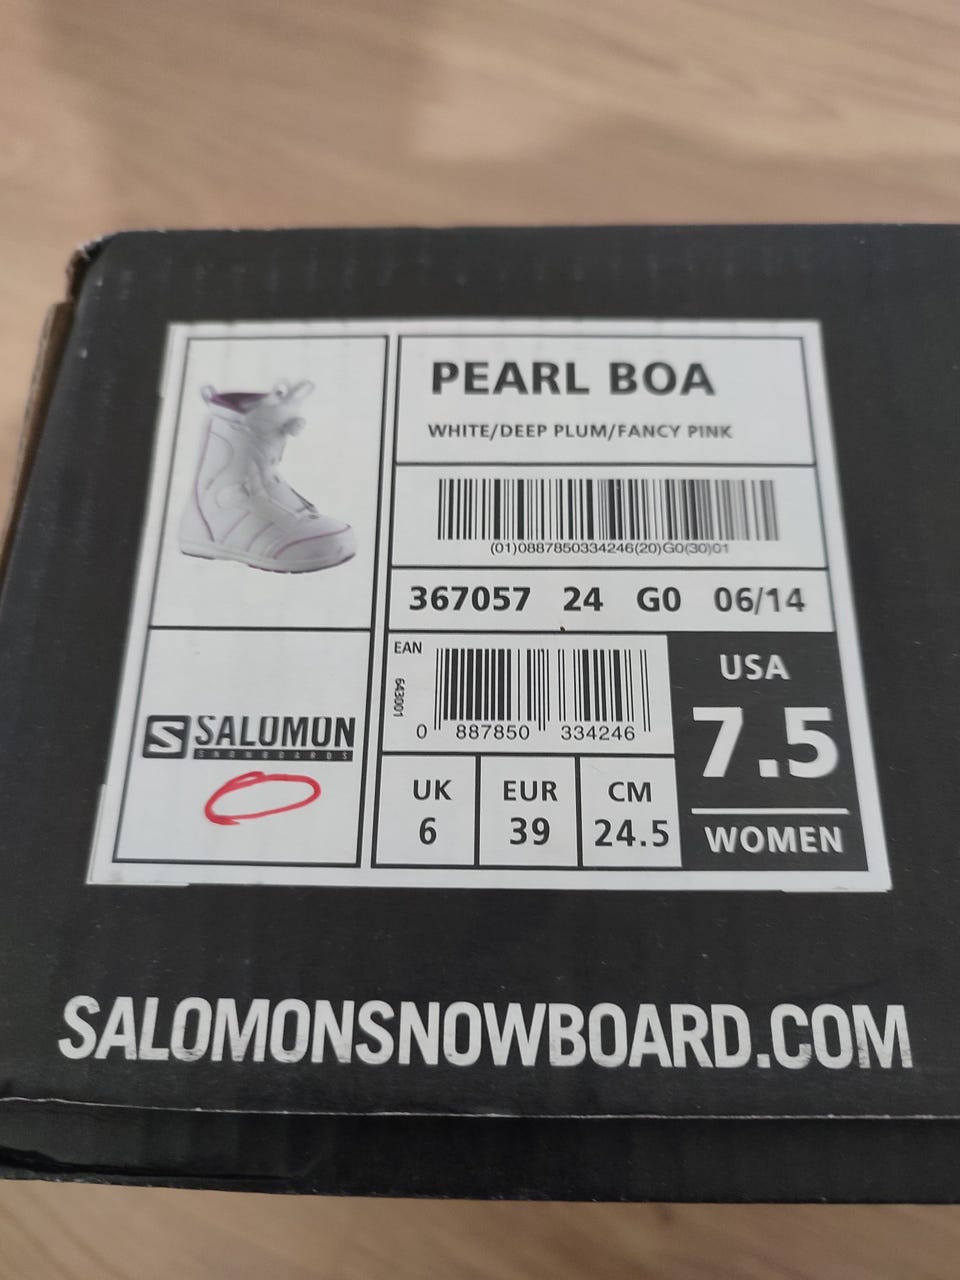 PEARL BOA
WHITE/DEEP PLUM/FANCY PINK
(01)0887850334246(20)G0(30)01
367057 24 G0 06/14
EAN
643001
0 887850 334246
USA
7.5
WOMEN
UK
6
EUR
39
CM
24.5
S SALOMON
SNOWBOARDS
SALOMONSNOWBOARD.COM